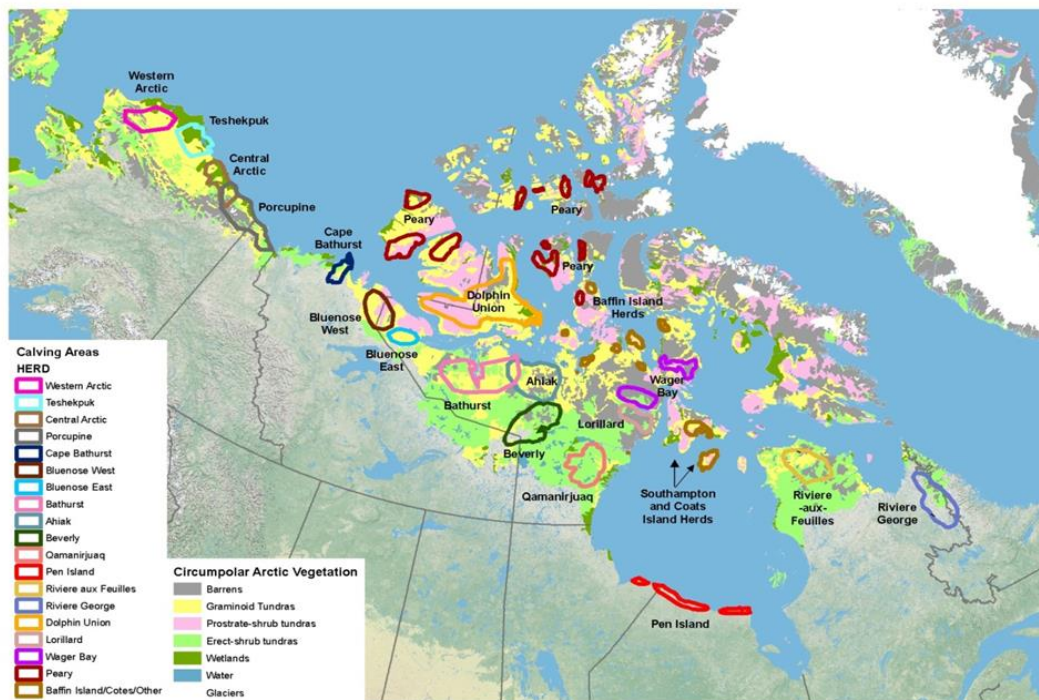 Western
Arctic
Teshekpuk
Central
Arctic
Porcupine
Cape
Bathurst
Peary
Peary
Peary
Dolphin
Union
Baffin Island
Herds
Bluenose
West
Bluenose
East
Bathurst
Ahiak
Wager
Bay
Lorillard
Beverly
Qamanirjuaq
Southampton
and Coats
Island Herds
Riviere
-aux-
Feuilles
Riviere
George
Pen Island
Calving Areas
HERD
Western Arctic
Teshekpuk
Central Arctic
Porcupine
Cape Bathurst
Bluenose West
Bluenose East
Bathurst
Ahiak
Beverly
Qamanirjuaq
Pen Island
Riviere aux Feuilles
Riviere George
Dolphin Union
Lorillard
Wager Bay
Peary
Baffin Island/Cotes/Other
Circumpolar Arctic Vegetation
Barrens
Graminoid Tundras
Prostrate-shrub tundras
Erect-shrub tundras
Wetlands
Water
Glaciers